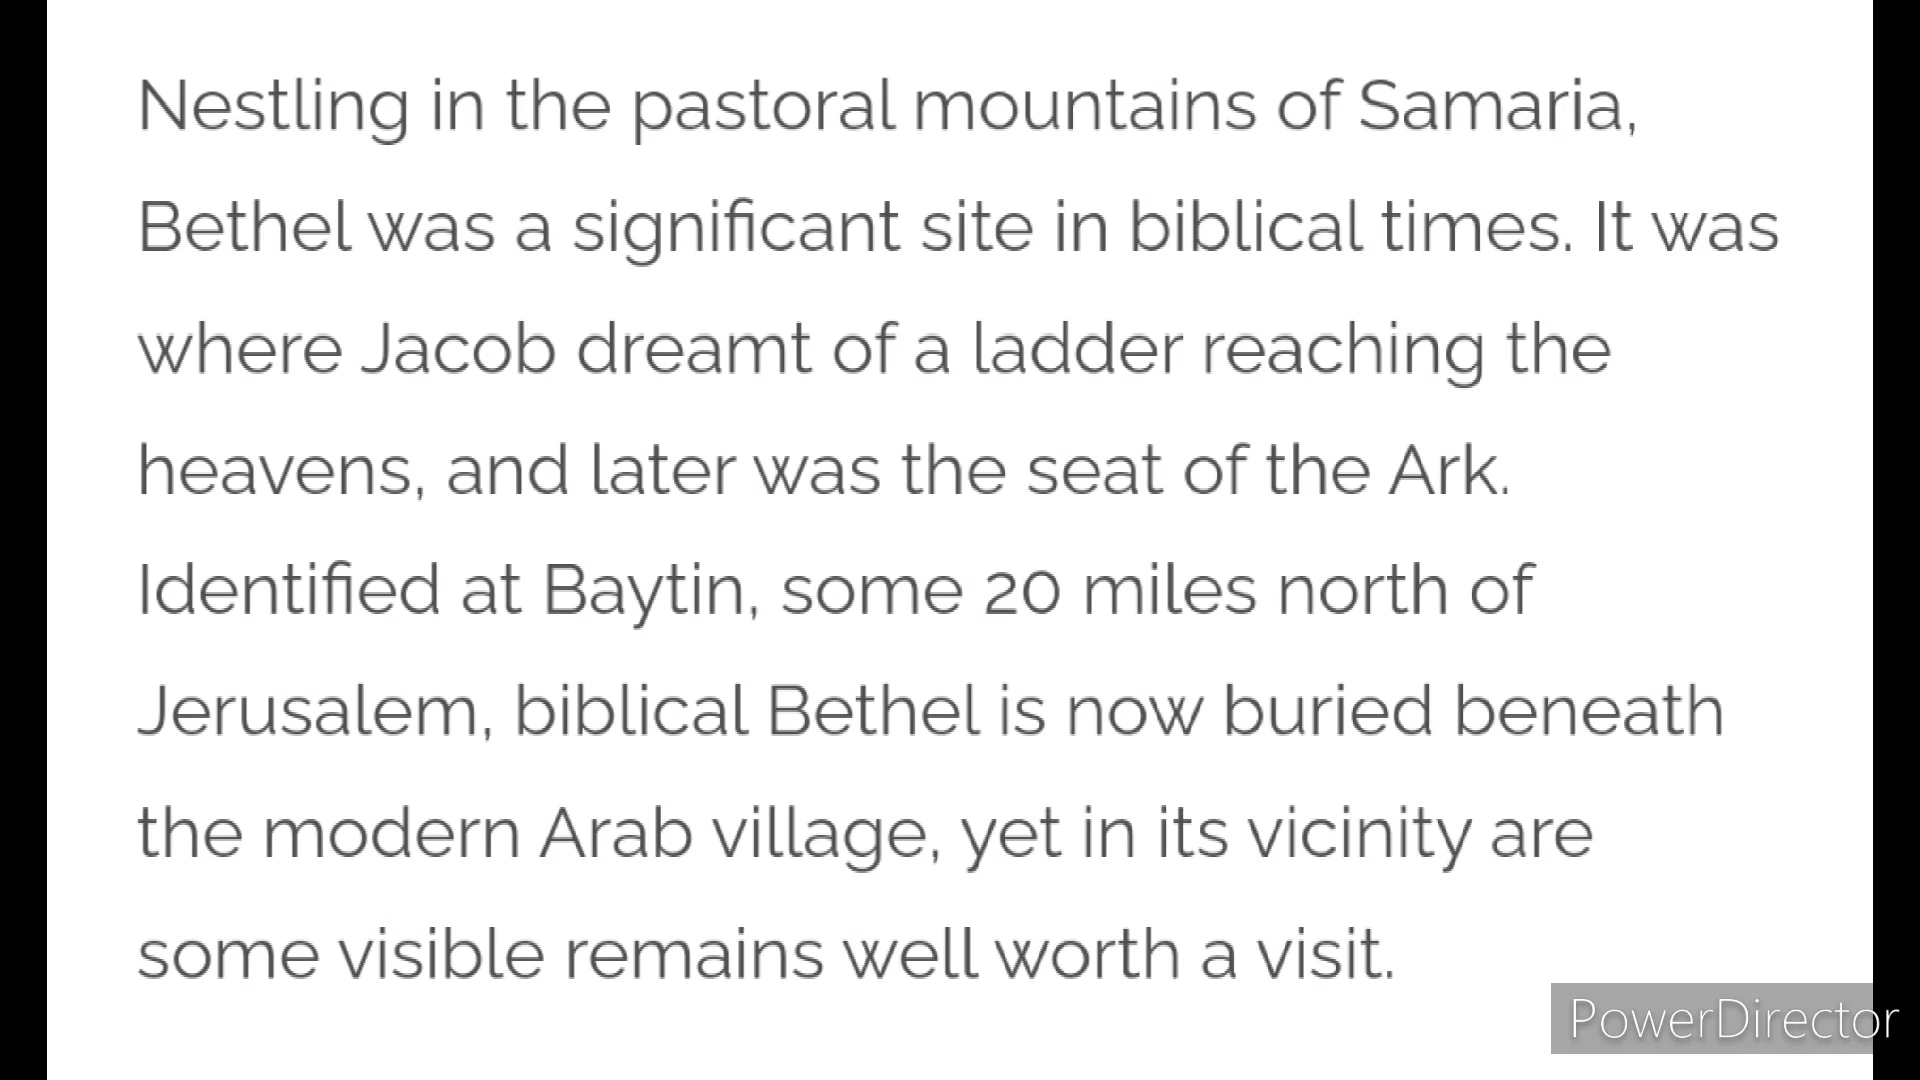 Nestling in the pastoral mountains of Samaria,
Bethel was a significant site in biblical times. It was
where Jacob dreamt of a ladder reaching the
heavens, and later was the seat of the Ark.
Identified at Baytin, some 20 miles north of
Jerusalem, biblical Bethel is now buried beneath
the modern Arab village, yet in its vicinity are
some visible remains well worth a visit.
PowerDirector